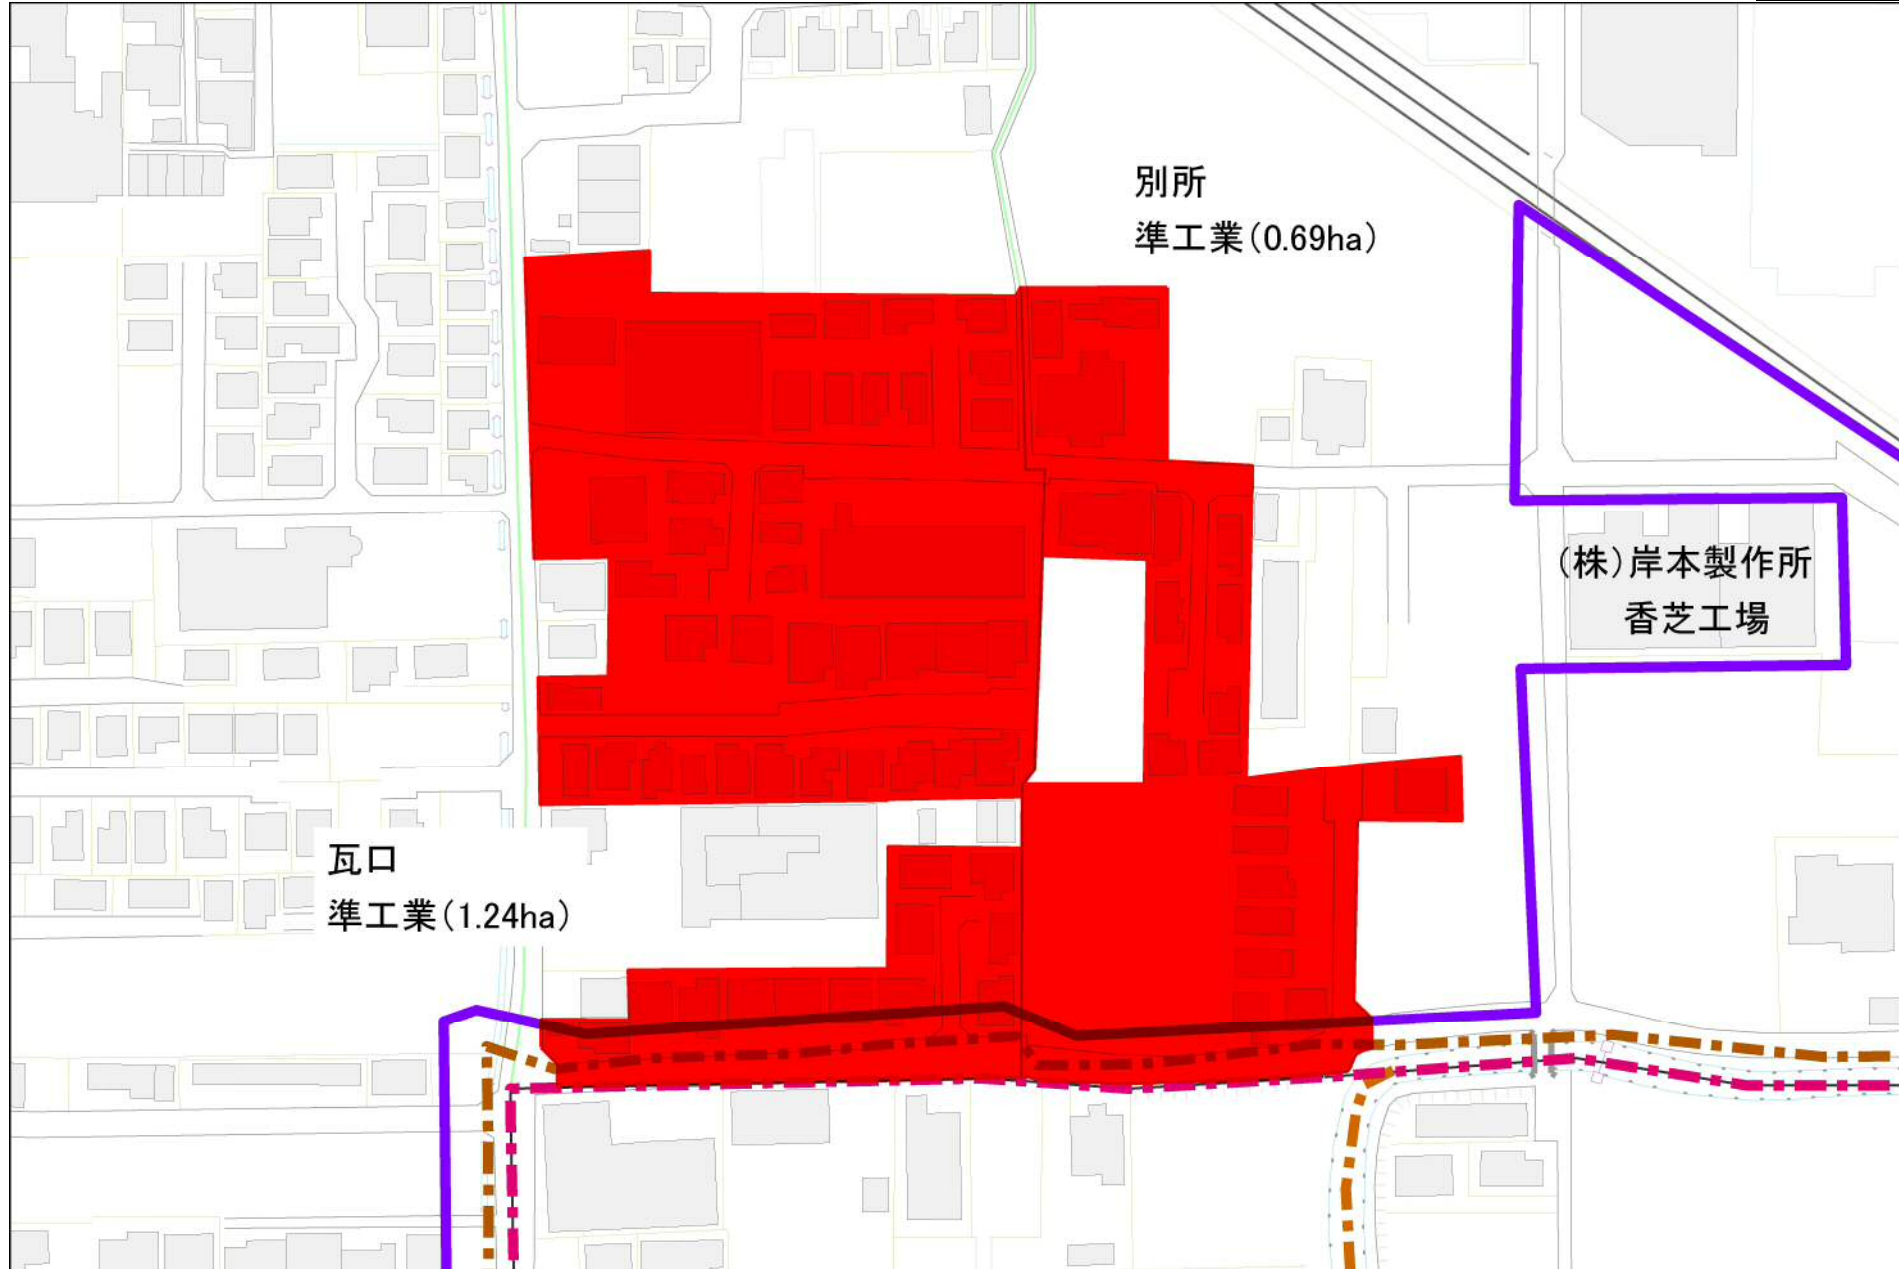 別所
準工業(0.69ha)
(株)岸本製作所
香芝工場
瓦口
準工業(1.24ha)